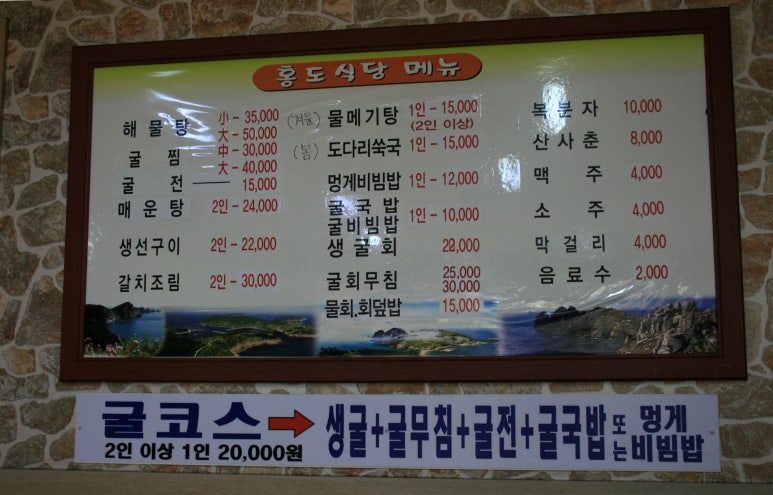 홍도식당 메뉴
해물탕 小 - 35,000
大 - 50,000
굴찜 中 - 30,000
大 - 40,000
굴전 15,000
매운탕 2인 - 24,000
생선구이 2인 - 22,000
갈치조림 2인 - 30,000
(겨울) 물메기탕 1인 - 15,000
(2인 이상)
(봄) 도다리쑥국 1인 - 15,000
멍게비빔밥 1인 - 12,000
굴국밥
굴비빔밥 1인 - 10,000
생굴회 22,000
굴회무침 25,000
30,000
물회.회덮밥 15,000
복분자 10,000
산사춘 8,000
맥주 4,000
소주 4,000
막걸리 4,000
음료수 2,000
굴코스 → 생굴+굴무침+굴전+굴국밥 또는 멍게비빔밥
2인 이상 1인 20,000원